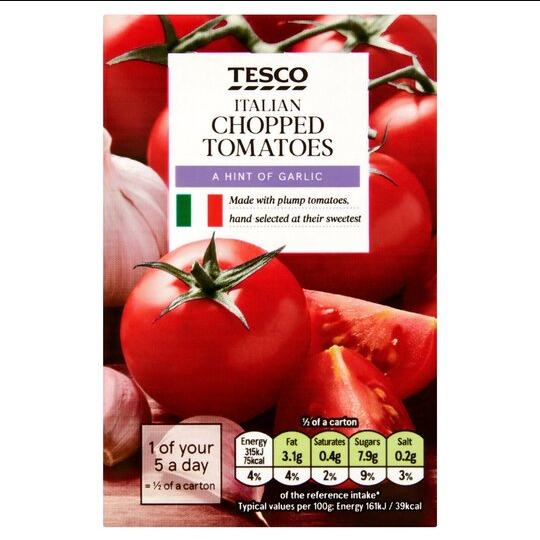 TESCO
ITALIAN
CHOPPED
TOMATOES
A HINT OF GARLIC
Made with plump tomatoes,
hand selected at their sweetest
1 of your
5 a day
= ½ of a carton
½ of a carton
Energy Fat Saturates Sugars Salt
315kJ
75kcal 3.1g 0.4g 7.9g 0.2g
4% 4% 2% 9% 3%
of the reference intake*
Typical values per 100g: Energy 161kJ / 39kcal